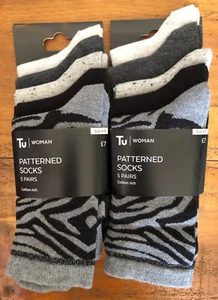 Tu WOMAN
£7
PATTERNED
SOCKS
5 PAIRS
Cotton rich
Tu WOMAN
£7
PATTERNED
SOCKS
5 PAIRS
Cotton rich